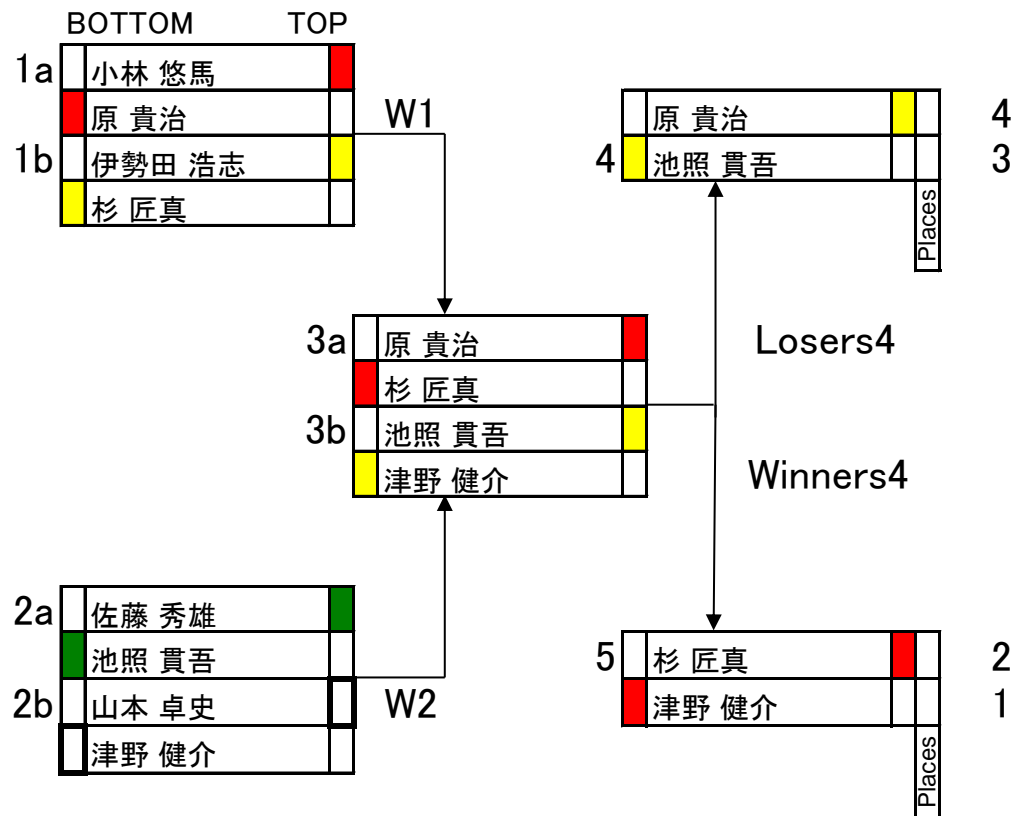 BOTTOM TOP
1a 小林 悠馬
原 貴治
1b 伊勢田 浩志
杉 匠真
W1
原 貴治 4
4 池照 貫吾 3
Places
3a 原 貴治
杉 匠真
3b 池照 貫吾
津野 健介
Losers4
Winners4
2a 佐藤 秀雄
池照 貫吾
2b 山本 卓史
津野 健介
W2
5 杉 匠真 2
津野 健介 1
Places